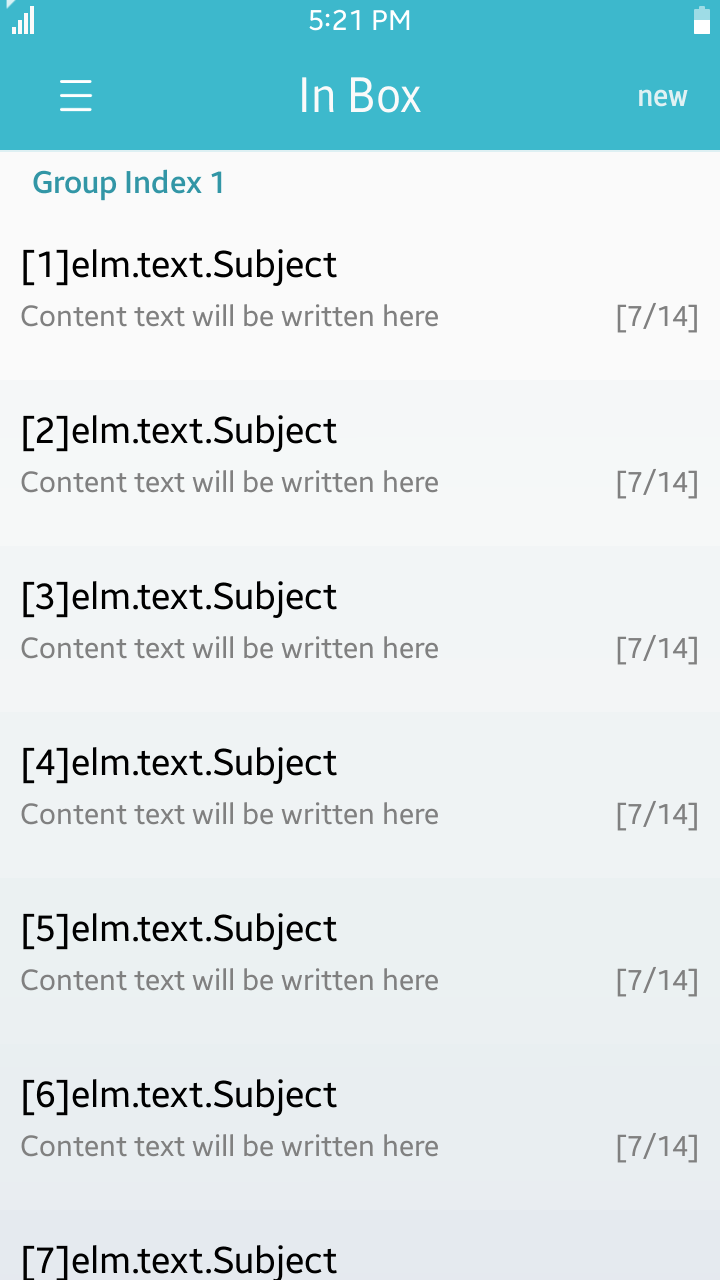 5:21 PM
In Box new
Group Index 1
[1]elm.text.Subject
Content text will be written here [7/14]
[2]elm.text.Subject
Content text will be written here [7/14]
[3]elm.text.Subject
Content text will be written here [7/14]
[4]elm.text.Subject
Content text will be written here [7/14]
[5]elm.text.Subject
Content text will be written here [7/14]
[6]elm.text.Subject
Content text will be written here [7/14]
[7]elm.text.Subject